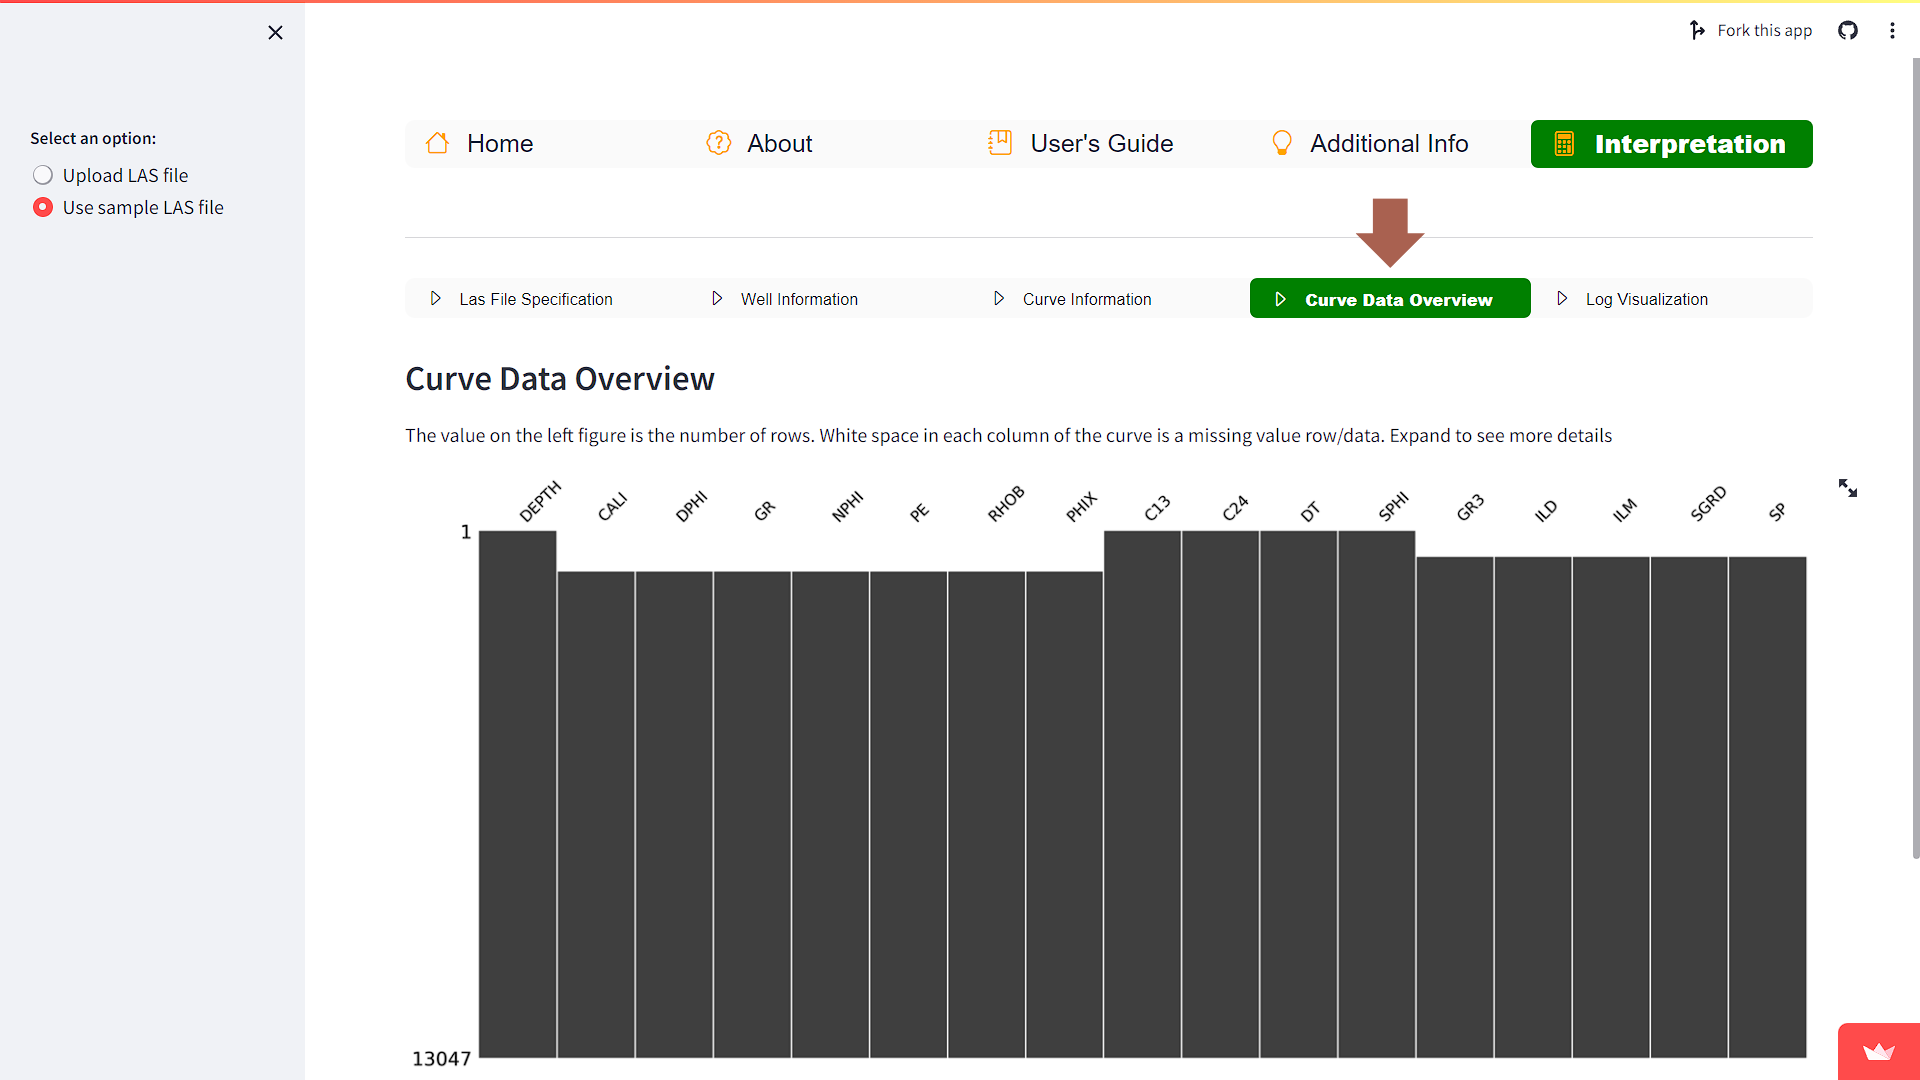 Fork this app
Select an option:
Upload LAS file
Use sample LAS file
Home
About
User's Guide
Additional Info
Interpretation
Las File Specification
Well Information
Curve Information
Curve Data Overview
Log Visualization
Curve Data Overview
The value on the left figure is the number of rows. White space in each column of the curve is a missing value row/data. Expand to see more details
DEPTH
CALI
DPHI
GR
NPHI
PE
RHOB
PHIX
C13
C24
DT
SPHI
GR3
ILD
ILM
SGRD
SP
1
13047